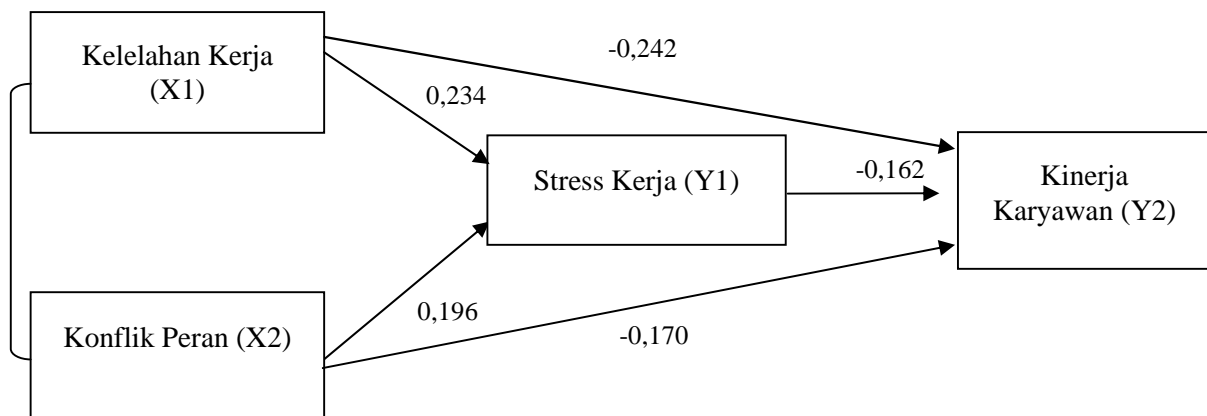 Kelelahan Kerja
(X1)
-0,242
0,234
Stress Kerja (Y1)
-0,162
Kinerja
Karyawan (Y2)
Konflik Peran (X2)
0,196
-0,170